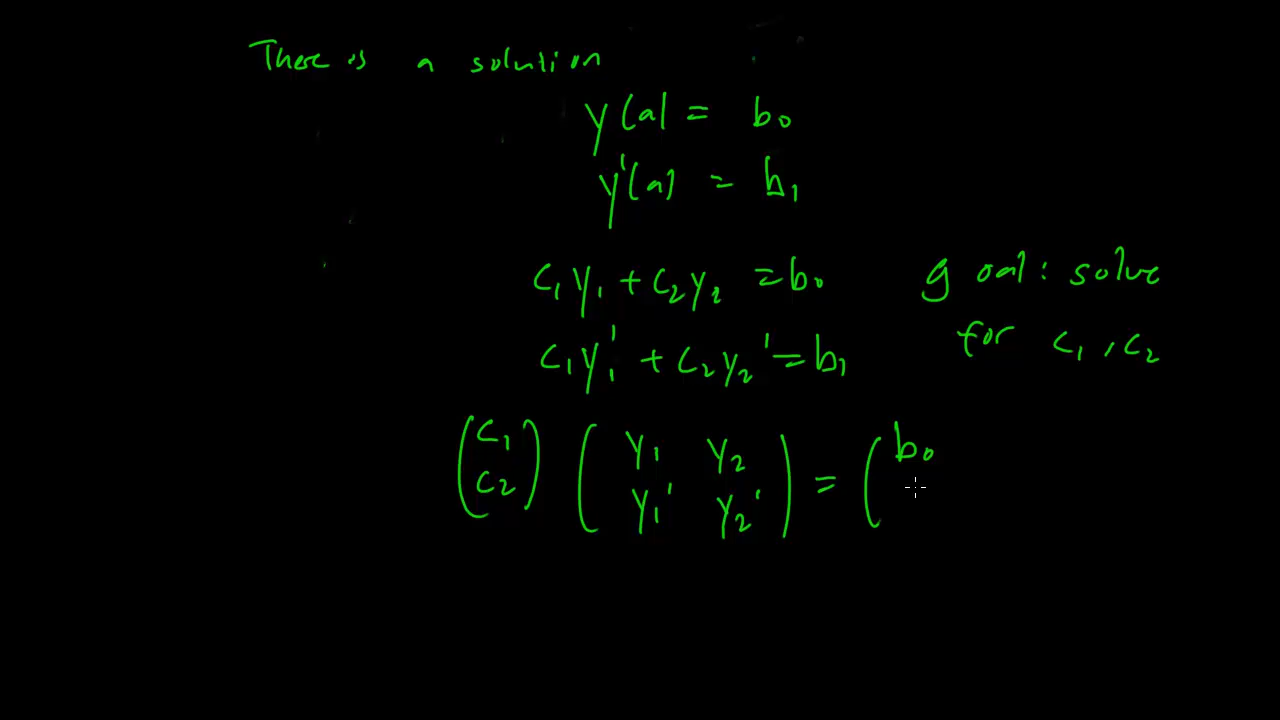 There is a solution
y(a) = b₀
y'(a) = b₁
c₁y₁ + c₂y₂ = b₀
goal: solve
c₁y₁' + c₂y₂' = b₁
for c₁, c₂
(c₁ (y₁ y₂ = (b₀
c₂) y₁' y₂')